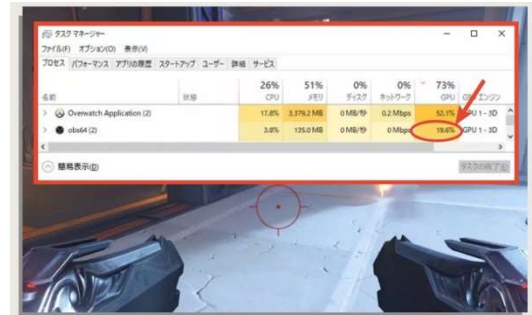 タスク マネージャー
ファイル(F) オプション(O) 表示(V)
プロセス パフォーマンス アプリの履歴 スタートアップ ユーザー 詳細 サービス
26% 51% 0% 0% 73%
名前 状態 CPU メモリ ディスク ネットワーク GPU GPU エンジン
Overwatch Application (2) 17.8% 3,379.2 MB 0 MB/秒 0.2 Mbps 52.1% GPU 1 - 3D
obs64 (2) 3.8% 135.0 MB 0 MB/秒 0 Mbps 19.6% GPU 1 - 3D
簡易表示(D) タスクの終了(E)